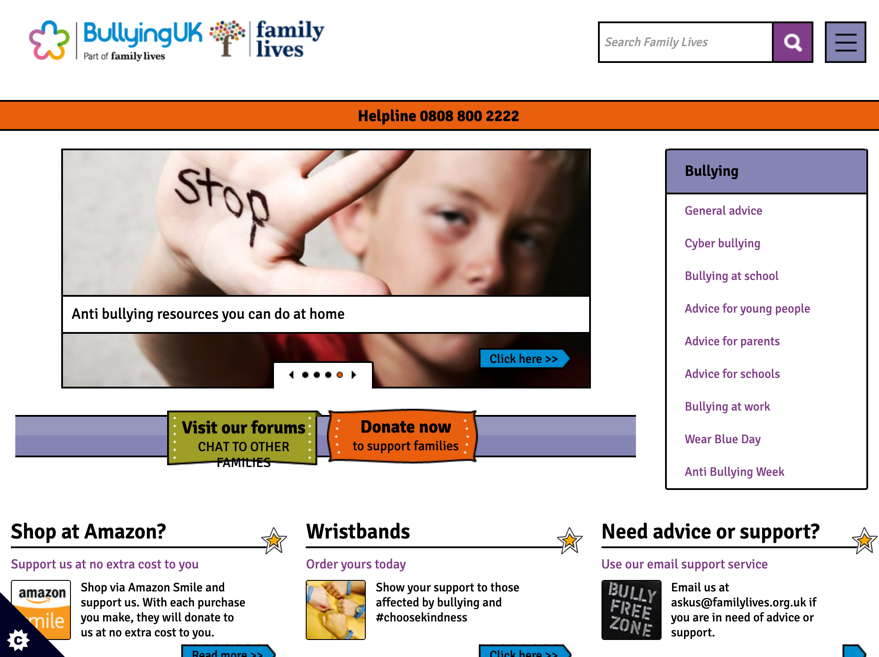 BullyingUK
Part of family lives
family
lives
Search Family Lives
Helpline 0808 800 2222
stop
Anti bullying resources you can do at home
Click here >>
Bullying
General advice
Cyber bullying
Bullying at school
Advice for young people
Advice for parents
Advice for schools
Bullying at work
Wear Blue Day
Anti Bullying Week
Visit our forums
CHAT TO OTHER
FAMILIES
Donate now
to support families
Shop at Amazon?
Support us at no extra cost to you
amazon
mile
Shop via Amazon Smile and
support us. With each purchase
you make, they will donate to
us at no extra cost to you.
Read more >>
Wristbands
Order yours today
Show your support to those
affected by bullying and
#choosekindness
Click here >>
Need advice or support?
Use our email support service
BULLY
FREE
ZONE
Email us at
askus@familylives.org.uk if
you are in need of advice or
support.
C